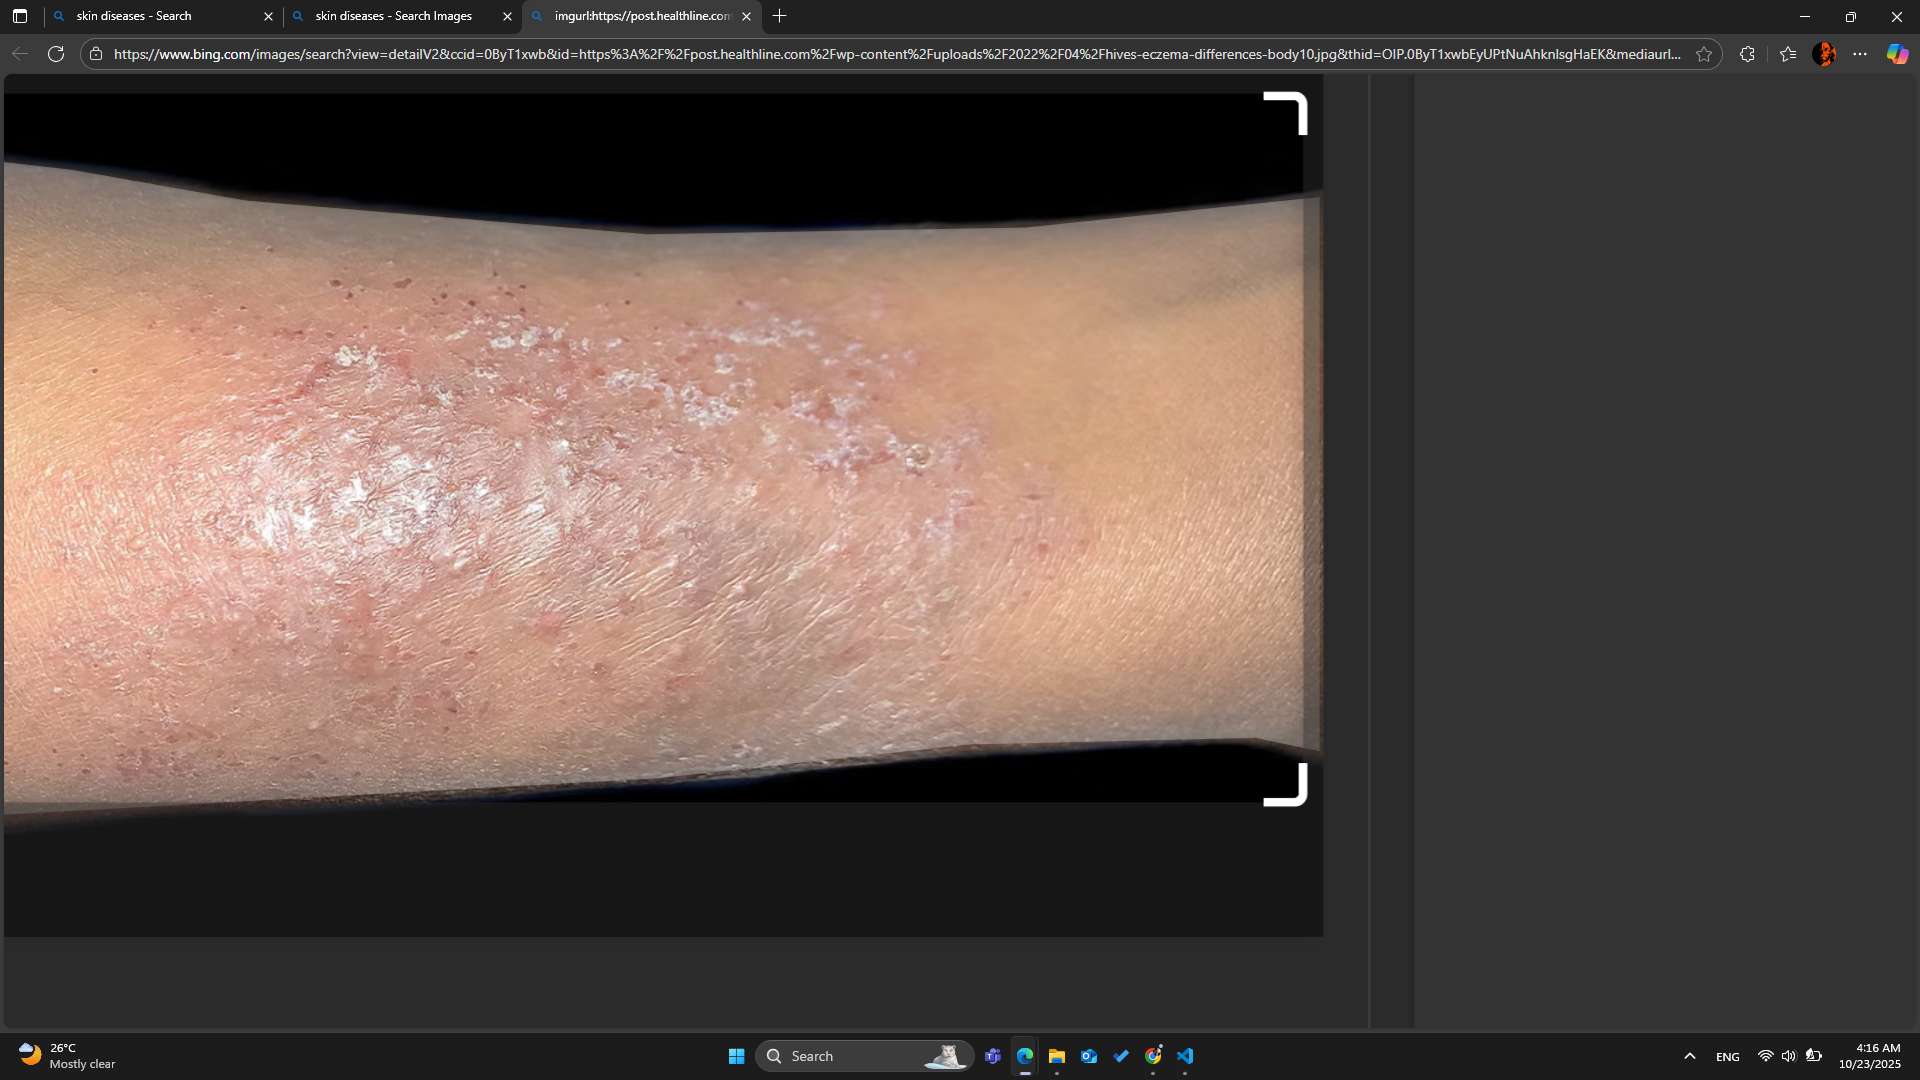 skin diseases - Search
skin diseases - Search Images
imgurl:https://post.healthline.com
https://www.bing.com/images/search?view=detailV2&ccid=0ByT1xwb&id=https%3A%2F%2Fpost.healthline.com%2Fwp-content%2Fuploads%2F2022%2F04%2Fhives-eczema-differences-body10.jpg&thid=OIP.0ByT1xwbEyUPtNuAhknlsgHaEK&mediaurl...
26°C
Mostly clear
Search
ENG
4:16 AM
10/23/2025